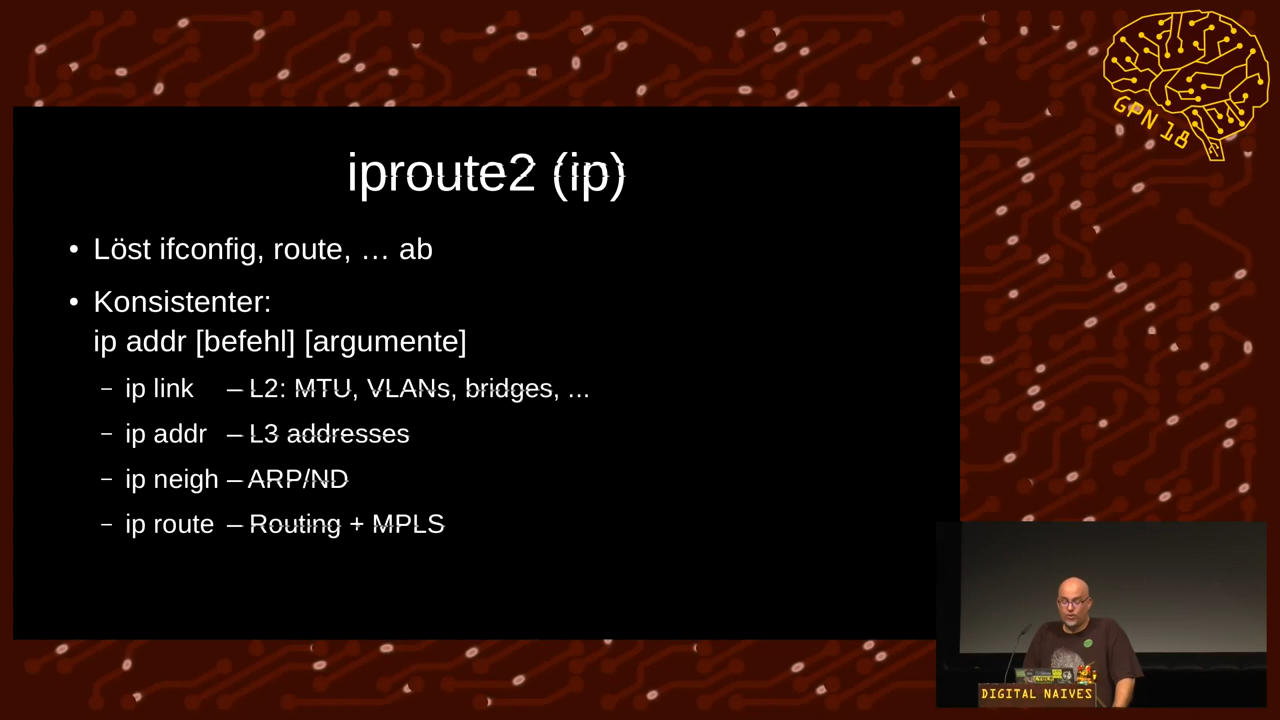 GPN 18
iproute2 (ip)
• Löst ifconfig, route, … ab
• Konsistenter:
ip addr [befehl] [argumente]
– ip link – L2: MTU, VLANs, bridges, ...
– ip addr – L3 addresses
– ip neigh – ARP/ND
– ip route – Routing + MPLS
DIGITAL NAIVES